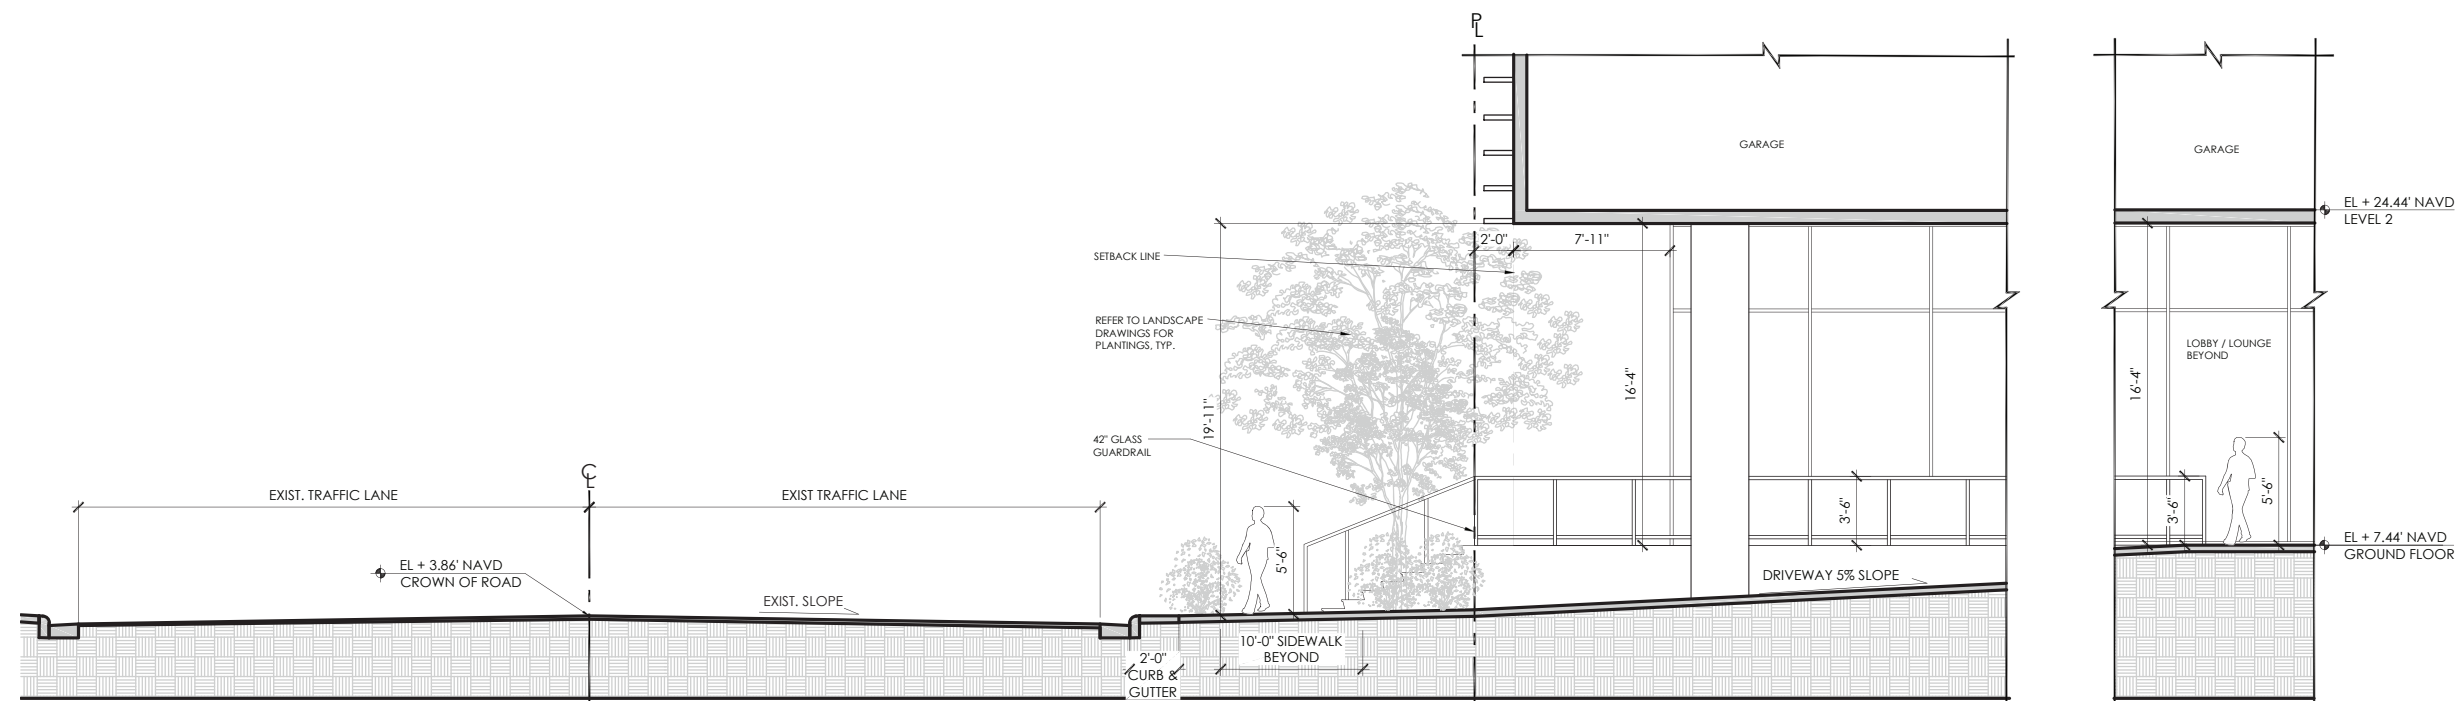 PL
GARAGE
GARAGE
EL + 24.44' NAVD
LEVEL 2
2'-0"
7'-11"
SETBACK LINE
REFER TO LANDSCAPE
DRAWINGS FOR
PLANTINGS, TYP.
LOBBY / LOUNGE
BEYOND
16'-4"
16'-4"
19'-11"
42" GLASS
GUARDRAIL
CL
EXIST. TRAFFIC LANE
EXIST TRAFFIC LANE
3'-6"
3'-6"
5'-6"
5'-6"
EL + 7.44' NAVD
GROUND FLOOR
EL + 3.86' NAVD
CROWN OF ROAD
DRIVEWAY 5% SLOPE
EXIST. SLOPE
10'-0" SIDEWALK
BEYOND
2'-0"
CURB &
GUTTER